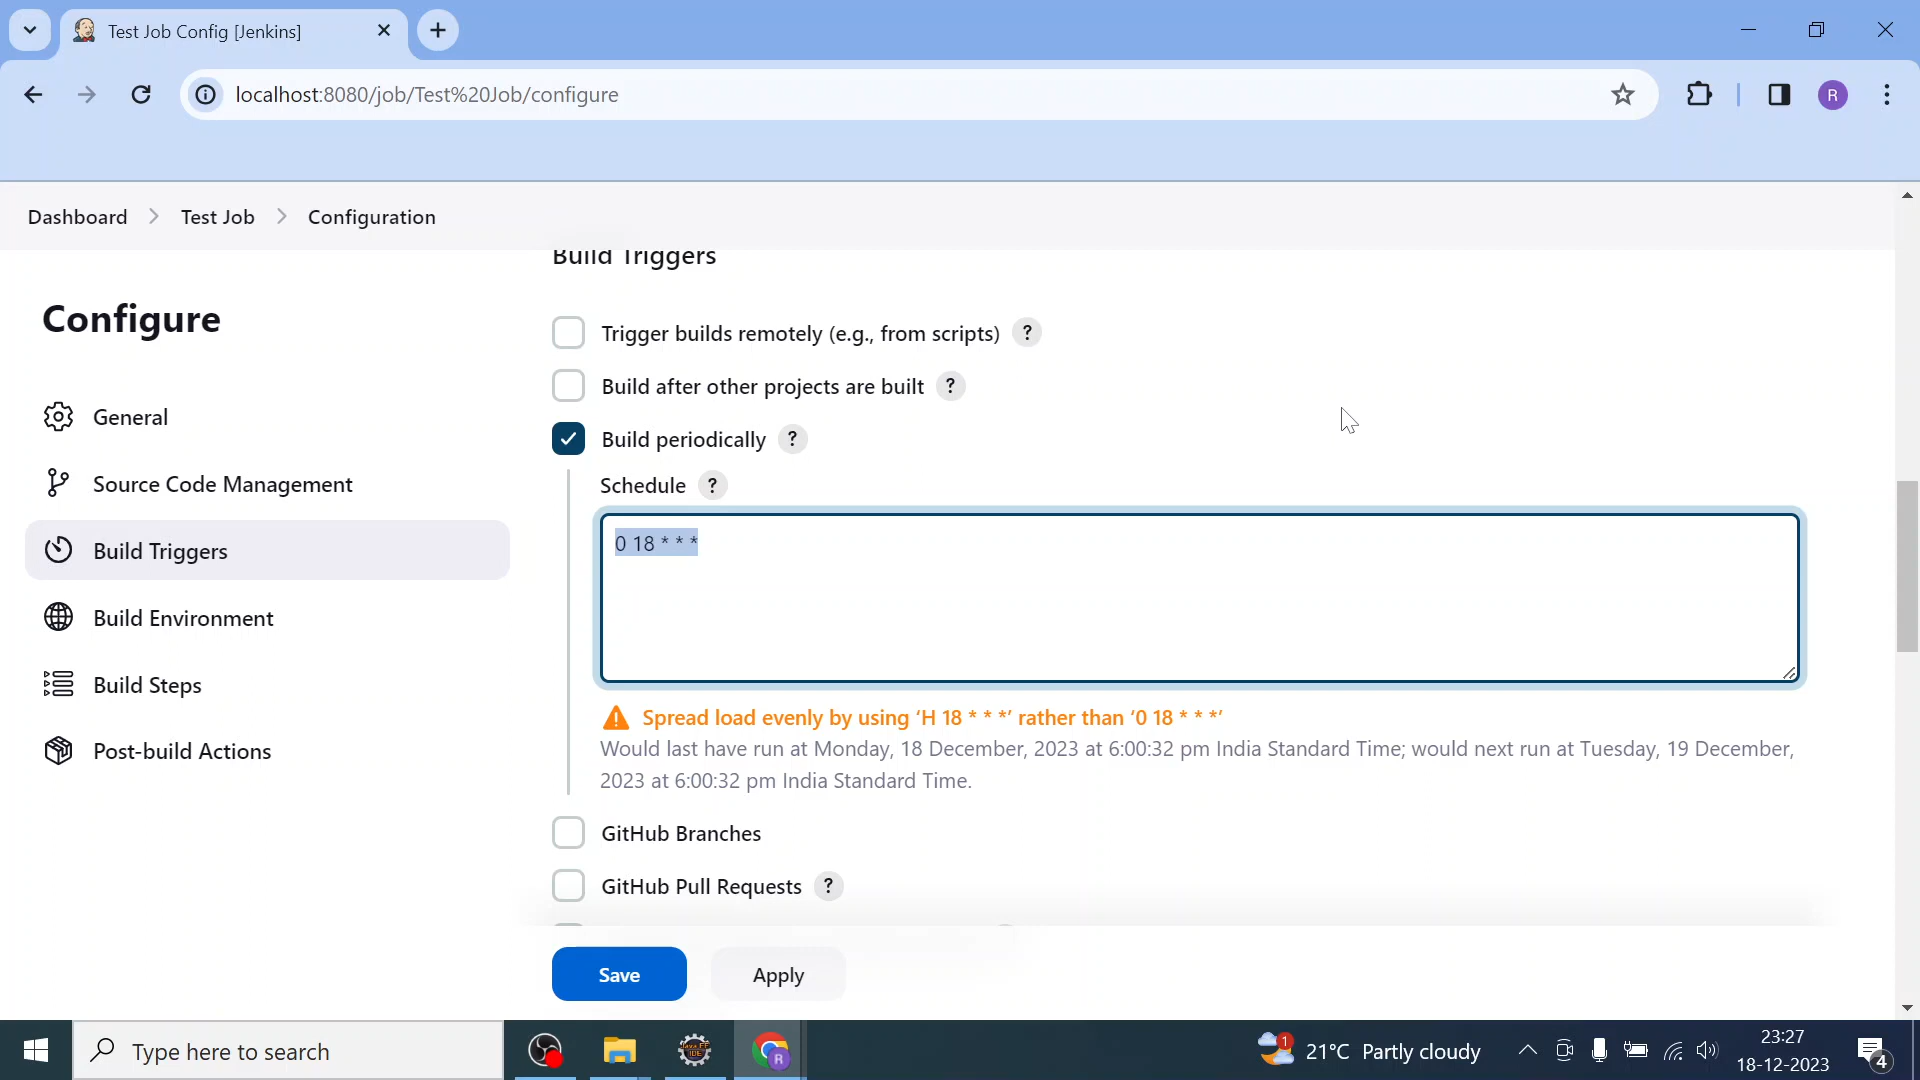 Test Job Config [Jenkins]
localhost:8080/job/Test%20Job/configure
R
Dashboard > Test Job > Configuration
Configure
General
Source Code Management
Build Triggers
Build Environment
Build Steps
Post-build Actions
Build Triggers
Trigger builds remotely (e.g., from scripts) ?
Build after other projects are built ?
Build periodically ?
Schedule ?
0 18 * * *
Spread load evenly by using ‘H 18 * * *’ rather than ‘0 18 * * *’
Would last have run at Monday, 18 December, 2023 at 6:00:32 pm India Standard Time; would next run at Tuesday, 19 December,
2023 at 6:00:32 pm India Standard Time.
GitHub Branches
GitHub Pull Requests ?
Save
Apply
Type here to search
IDE
R
1
21°C Partly cloudy
23:27
18-12-2023
4